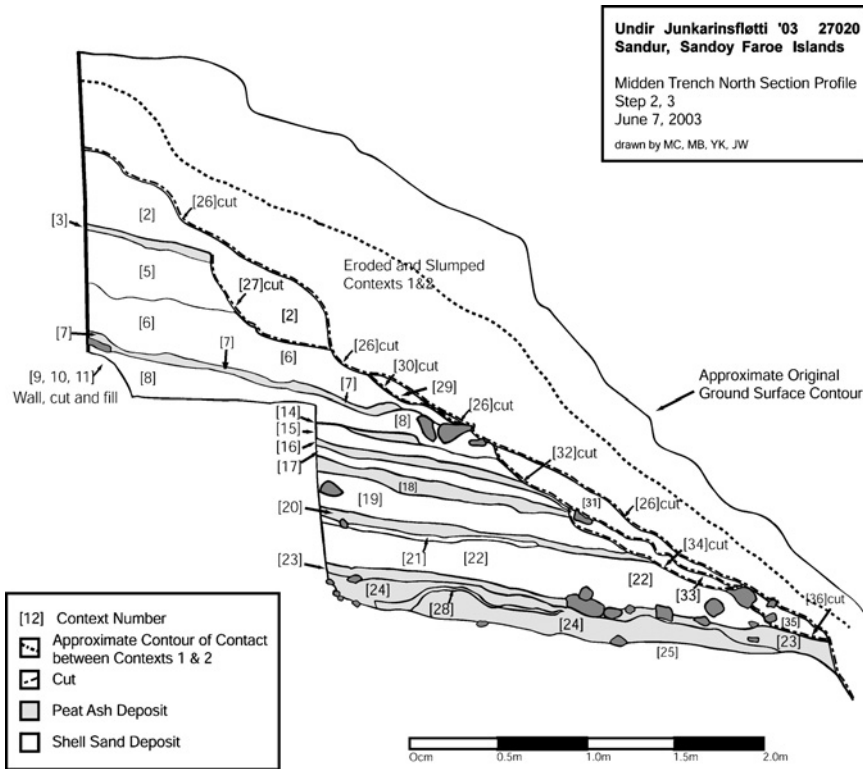 Undir Junkarinsfløtti '03 27020
Sandur, Sandoy Faroe Islands
Midden Trench North Section Profile
Step 2, 3
June 7, 2003
drawn by MC, MB, YK, JW
[26]cut
[3]
[2]
Eroded and Slumped
Contexts 1&2
[5]
[27]cut
[2]
[6]
[7]
[7]
[6]
[26]cut
[30]cut
[29]
[7]
Approximate Original
Ground Surface Contour
[9, 10, 11]
Wall, cut and fill
[8]
[26]cut
[8]
[14]
[15]
[16]
[32]cut
[17]
[18]
[19]
[31]
[26]cut
[20]
[34]cut
[21]
[22]
[23]
[22]
[33]
[36]cut
[24]
[28]
[24]
[35]
[23]
[25]
[12] Context Number
Approximate Contour of Contact
between Contexts 1 & 2
Cut
Peat Ash Deposit
Shell Sand Deposit
0cm 0.5m 1.0m 1.5m 2.0m